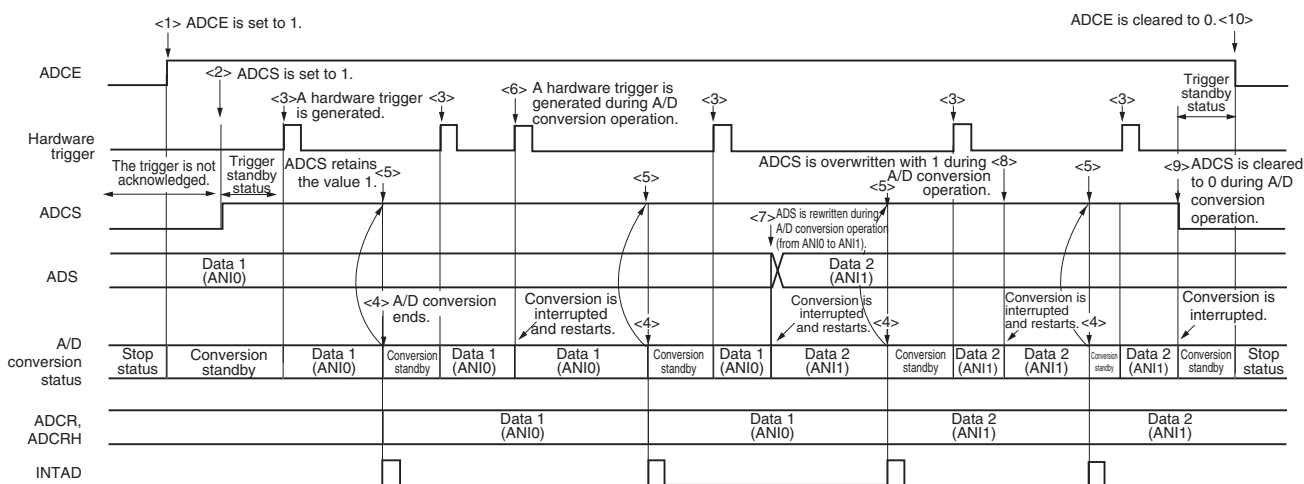 <1> ADCE is set to 1.
ADCE is cleared to 0.<10>
ADCE
<2> ADCS is set to 1.
<3>A hardware trigger
is generated.
<3>
<6> A hardware trigger is
generated during A/D
conversion operation.
<3>
<3>
<3>
Trigger
standby
status
Hardware
trigger
The trigger is not
acknowledged.
Trigger
standby
status
ADCS retains
the value 1.
<5>
<5>
ADCS is overwritten with 1 during <8>
A/D conversion
operation.
<5>
<5>
<9> ADCS is cleared
to 0 during A/D
conversion
operation.
ADCS
<7> ADS is rewritten during
A/D conversion operation
(from ANI0 to ANI1).
ADS
Data 1
(ANI0)
Data 2
(ANI1)
<4> A/D conversion
ends.
Conversion is
interrupted
and restarts.
<4>
Conversion is
interrupted
and restarts.
<4>
Conversion is
interrupted
and restarts.
<4>
Conversion is
interrupted.
A/D
conversion
status
Stop
status
Conversion
standby
Data 1
(ANI0)
Conversion
standby
Data 1
(ANI0)
Data 1
(ANI0)
Conversion
standby
Data 1
(ANI0)
Data 2
(ANI1)
Conversion
standby
Data 2
(ANI1)
Data 2
(ANI1)
Conversion
standby
Data 2
(ANI1)
Conversion
standby
Stop
status
ADCR,
ADCRH
Data 1
(ANI0)
Data 1
(ANI0)
Data 2
(ANI1)
Data 2
(ANI1)
INTAD